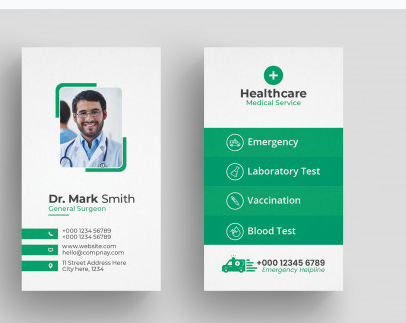 Dr. Mark Smith
General Surgeon
+000 1234 56789
+000 1234 56789
www.website.com
hello@compnay.com
11 Street Address Here
City here, 1234
Healthcare
Medical Service
Emergency
Laboratory Test
Vaccination
Blood Test
+000 12345 6789
Emergency Helpline